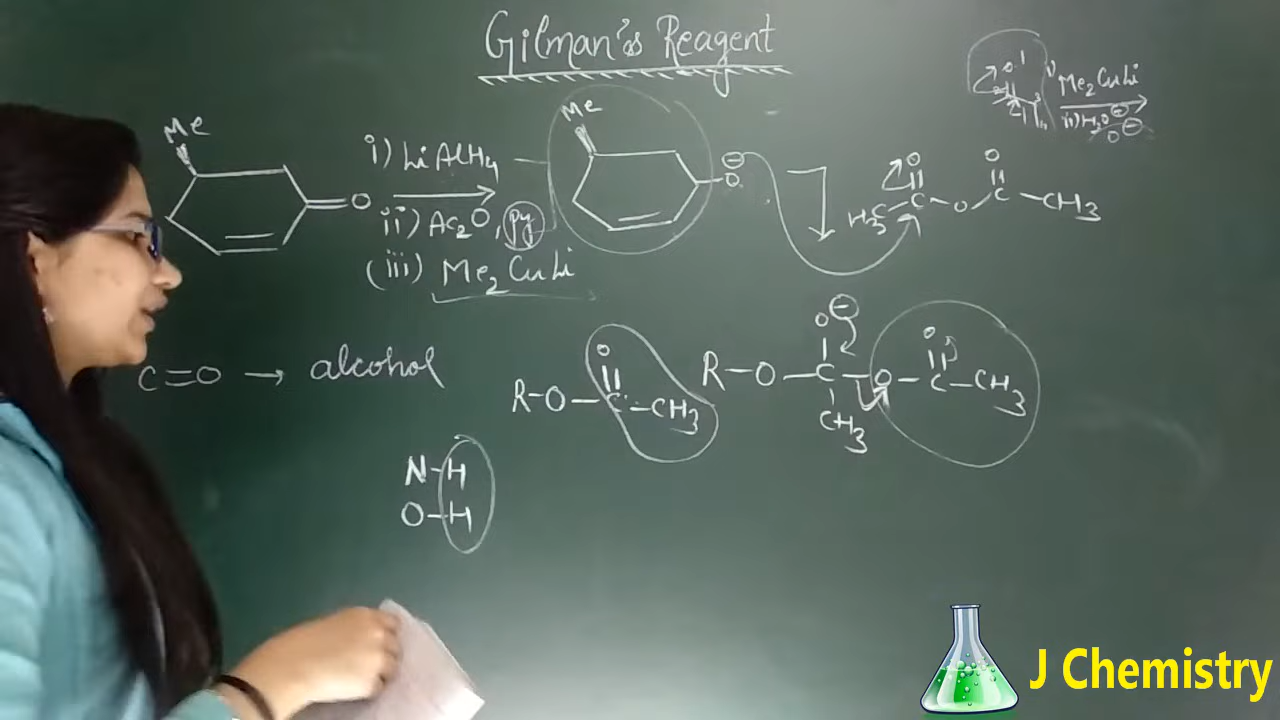 Gilman's Reagent
Me
O
i) LiAlH4
ii) Ac2O, py
(iii) Me2CuLi
Me
⊖
O
O
O
H3C-C-O-C-CH3
O 1
i) Me2CuLi
ii) H3O⊕
C=O → alcohol
O
R-O-C-CH3
O⊖
O
R-O-C-O-C-CH3
CH3
N-H
O-H
J Chemistry